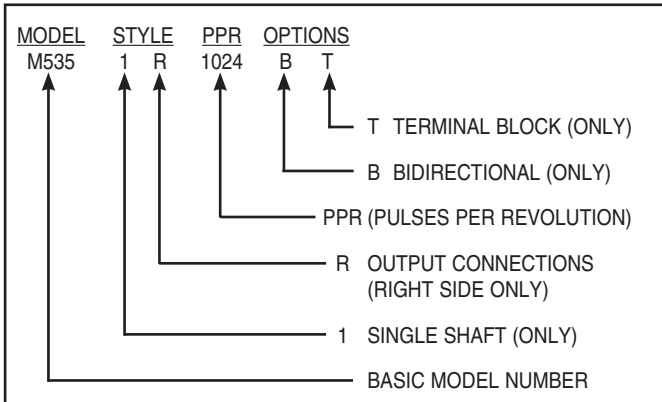 MODEL STYLE PPR OPTIONS
M535 1 R 1024 B T
T TERMINAL BLOCK (ONLY)
B BIDIRECTIONAL (ONLY)
PPR (PULSES PER REVOLUTION)
R OUTPUT CONNECTIONS
(RIGHT SIDE ONLY)
1 SINGLE SHAFT (ONLY)
BASIC MODEL NUMBER